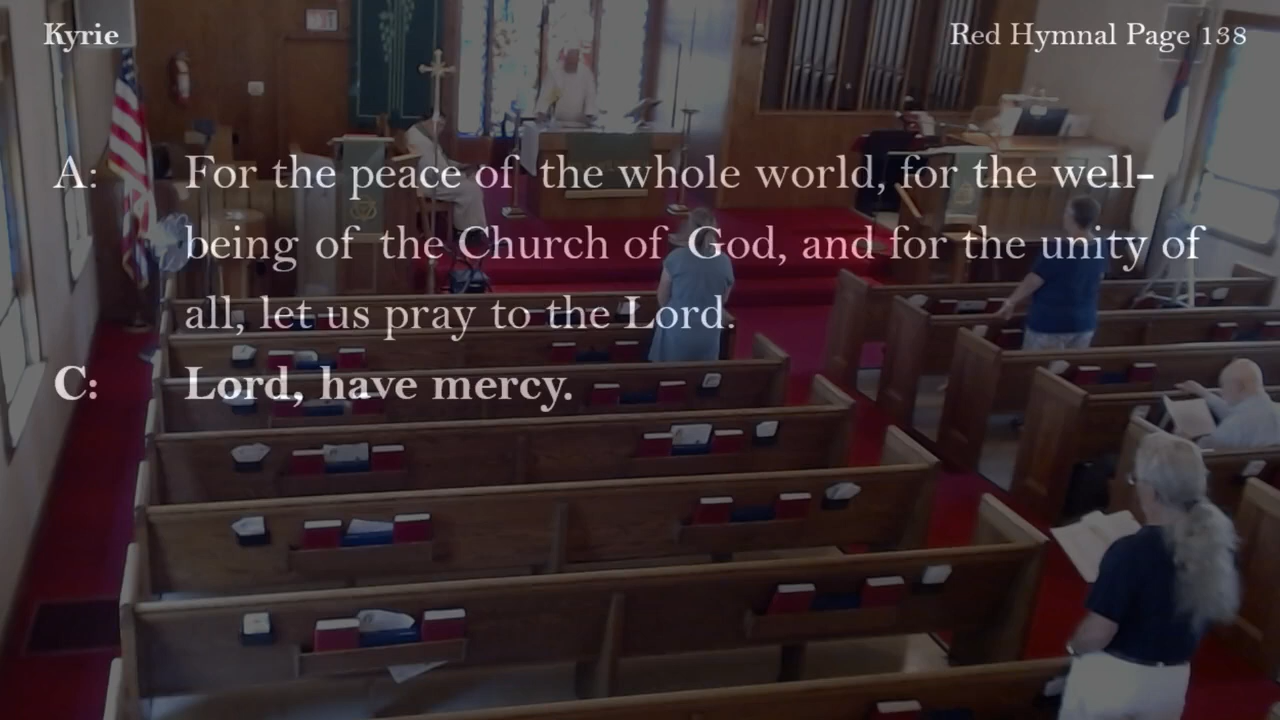 Kyrie
Red Hymnal Page 138
A: For the peace of the whole world, for the well-
being of the Church of God, and for the unity of
all, let us pray to the Lord.
C: Lord, have mercy.